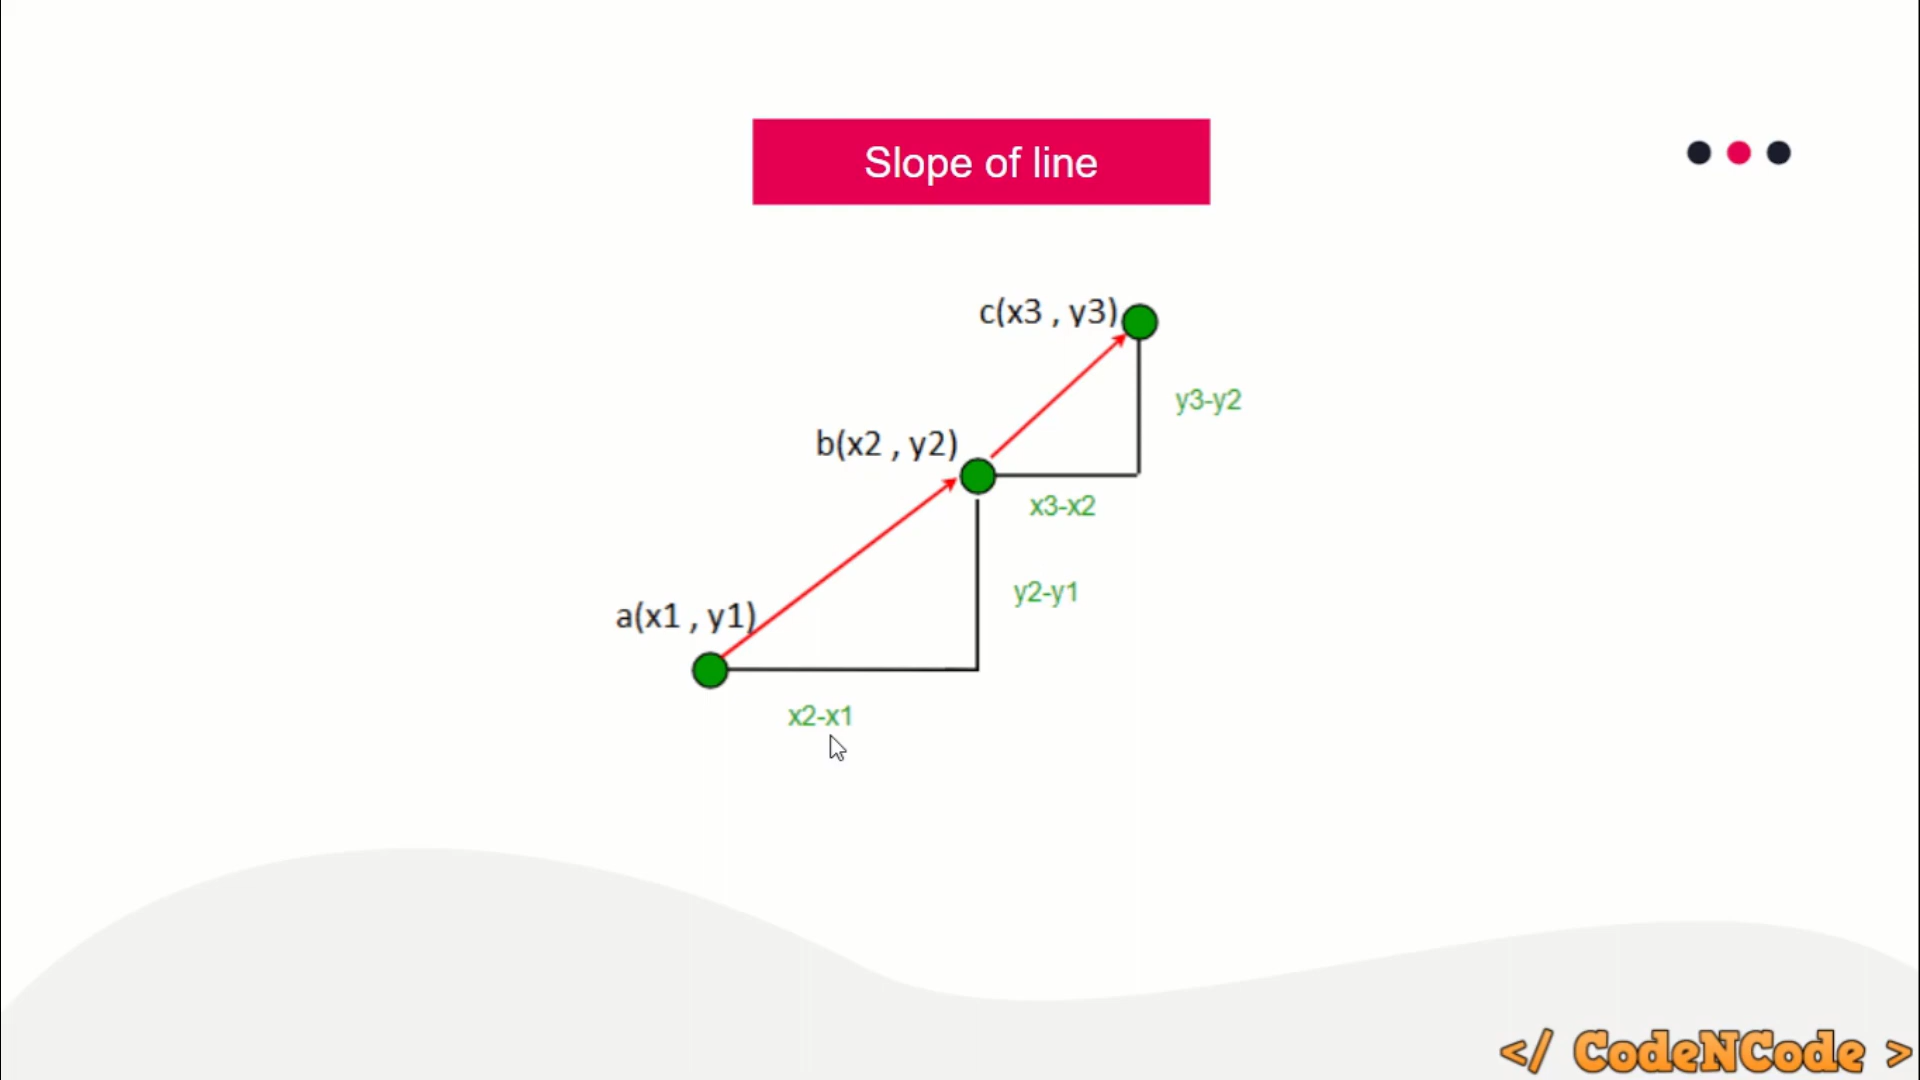 Slope of line
c(x3 , y3)
y3-y2
b(x2 , y2)
x3-x2
y2-y1
a(x1 , y1)
x2-x1
</ CodeNCode >